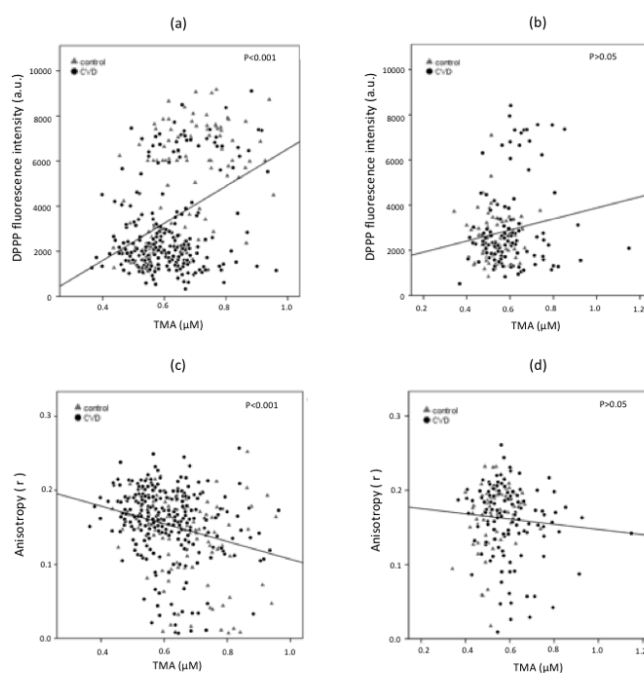 (a)
P<0.001
control
CVD
DPPP fluorescence intensity (a.u.)
10000
8000
6000
4000
2000
0
0.4
0.6
0.8
1.0
TMA (μM)
(b)
P>0.05
control
CVD
DPPP fluorescence intensity (a.u.)
10000
8000
6000
4000
2000
0
0.2
0.4
0.6
0.8
1.0
1.2
TMA (μM)
(c)
P<0.001
control
CVD
Anisotropy ( r )
0.3
0.2
0.1
0.0
0.4
0.6
0.8
1.0
TMA (μM)
(d)
P>0.05
control
CVD
Anisotropy ( r )
0.3
0.2
0.1
0.0
0.2
0.4
0.6
0.8
1.0
1.2
TMA (μM)